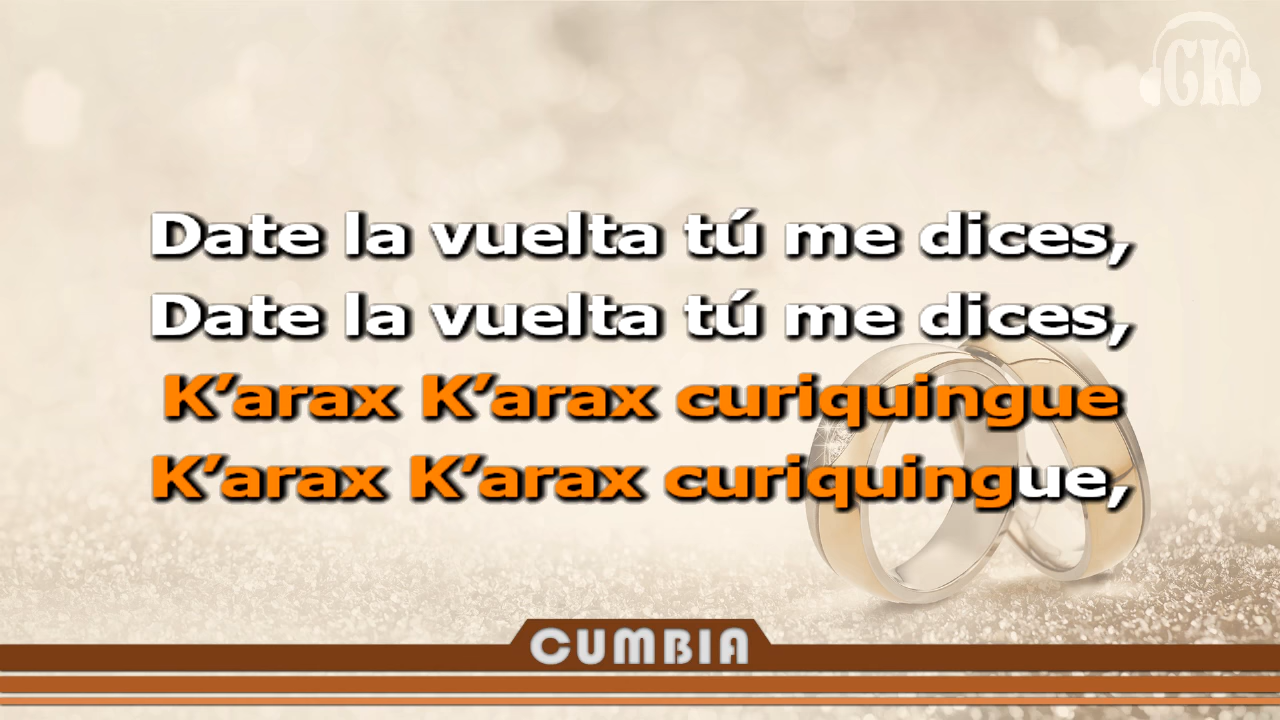 CK
Date la vuelta tú me dices,
Date la vuelta tú me dices,
K’arax K’arax curiquingue
K’arax K’arax curiquingue,
CUMBIA